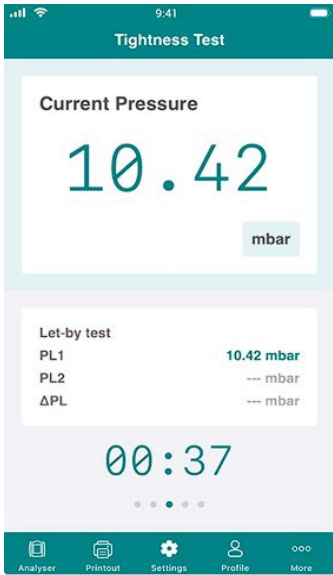 9:41
Tightness Test
Current Pressure
10.42
mbar
Let-by test
PL1 10.42 mbar
PL2 --- mbar
ΔPL --- mbar
00:37
Analyser Printout Settings Profile More